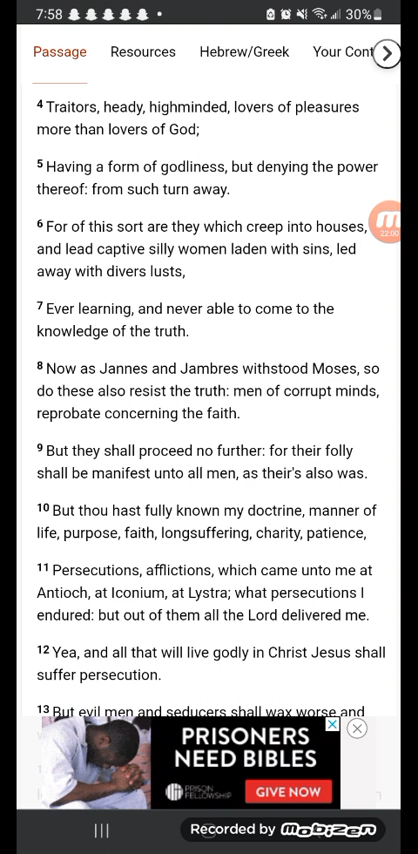 7:58 30%
Passage Resources Hebrew/Greek Your Cont
4 Traitors, heady, highminded, lovers of pleasures
more than lovers of God;
5 Having a form of godliness, but denying the power
thereof: from such turn away.
6 For of this sort are they which creep into houses,
and lead captive silly women laden with sins, led
away with divers lusts,
22:00
7 Ever learning, and never able to come to the
knowledge of the truth.
8 Now as Jannes and Jambres withstood Moses, so
do these also resist the truth: men of corrupt minds,
reprobate concerning the faith.
9 But they shall proceed no further: for their folly
shall be manifest unto all men, as their's also was.
10 But thou hast fully known my doctrine, manner of
life, purpose, faith, longsuffering, charity, patience,
11 Persecutions, afflictions, which came unto me at
Antioch, at Iconium, at Lystra; what persecutions I
endured: but out of them all the Lord delivered me.
12 Yea, and all that will live godly in Christ Jesus shall
suffer persecution.
13 But evil men and seducers shall wax worse and
PRISONERS
NEED BIBLES
PRISON
FELLOWSHIP
GIVE NOW
Recorded by mobizen